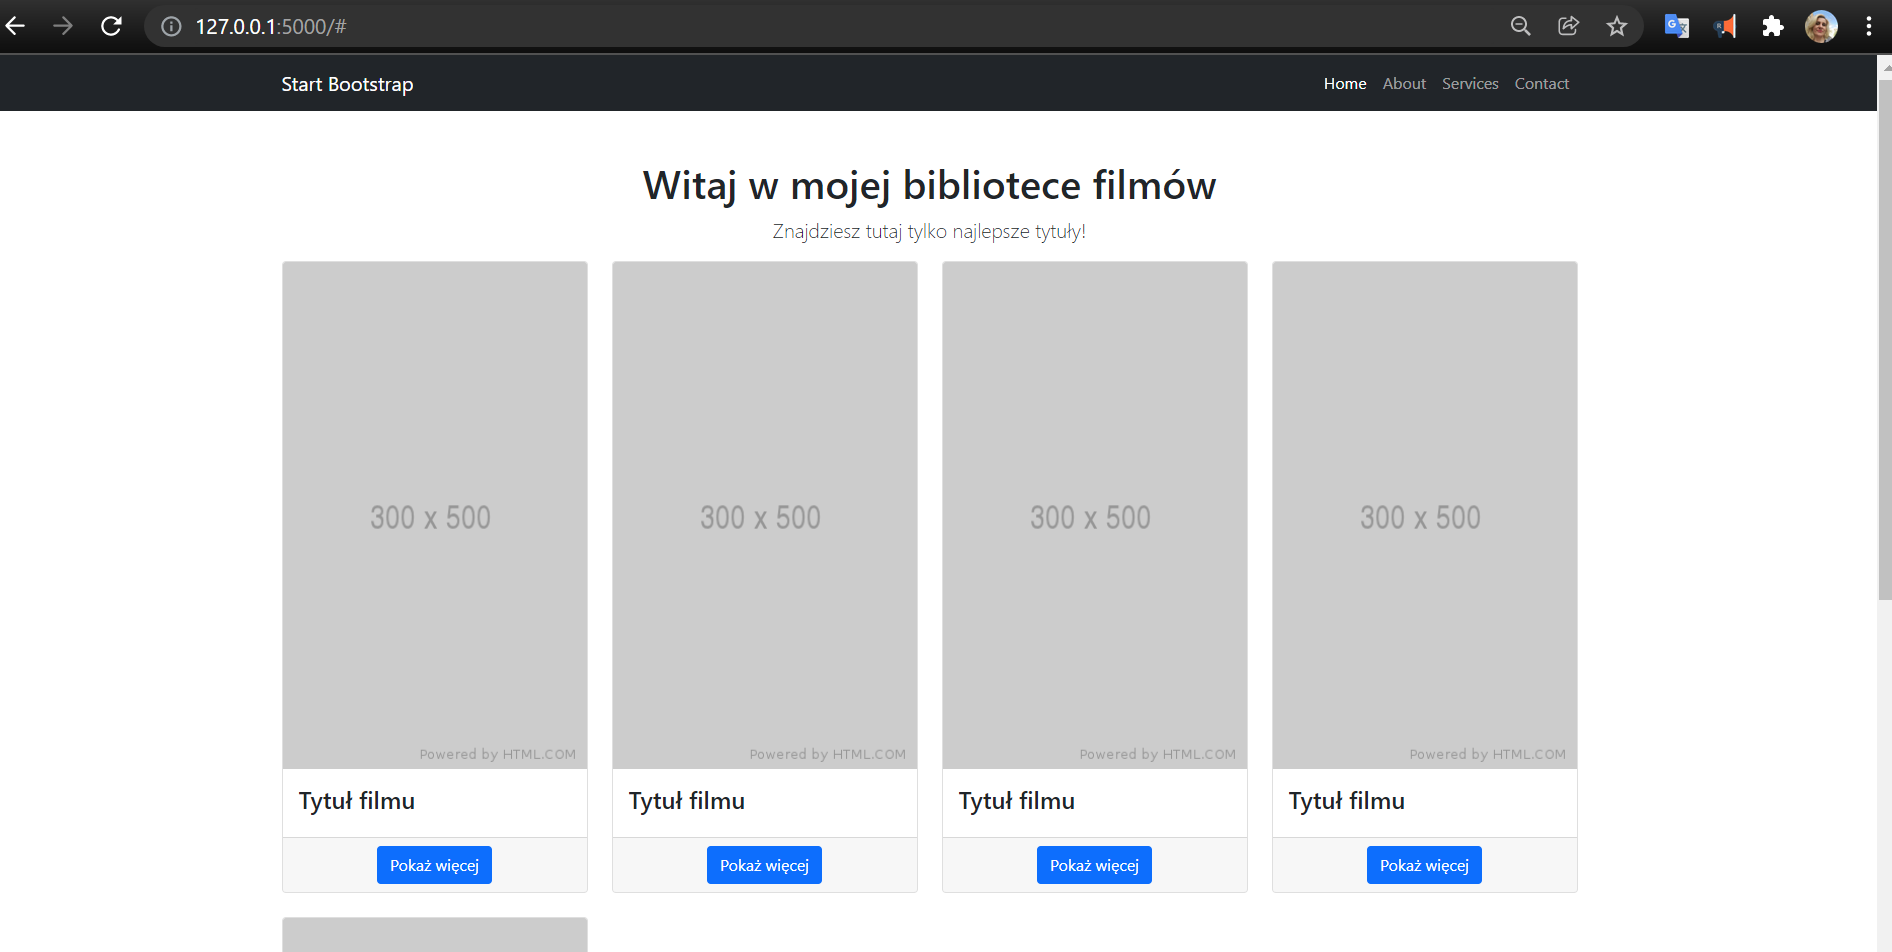 127.0.0.1:5000/#
Start Bootstrap
Home About Services Contact
Witaj w mojej bibliotece filmów
Znajdziesz tutaj tylko najlepsze tytuły!
300 x 500 300 x 500 300 x 500 300 x 500
Powered by HTML.COM Powered by HTML.COM Powered by HTML.COM Powered by HTML.COM
Tytuł filmu Tytuł filmu Tytuł filmu Tytuł filmu
Pokaż więcej Pokaż więcej Pokaż więcej Pokaż więcej